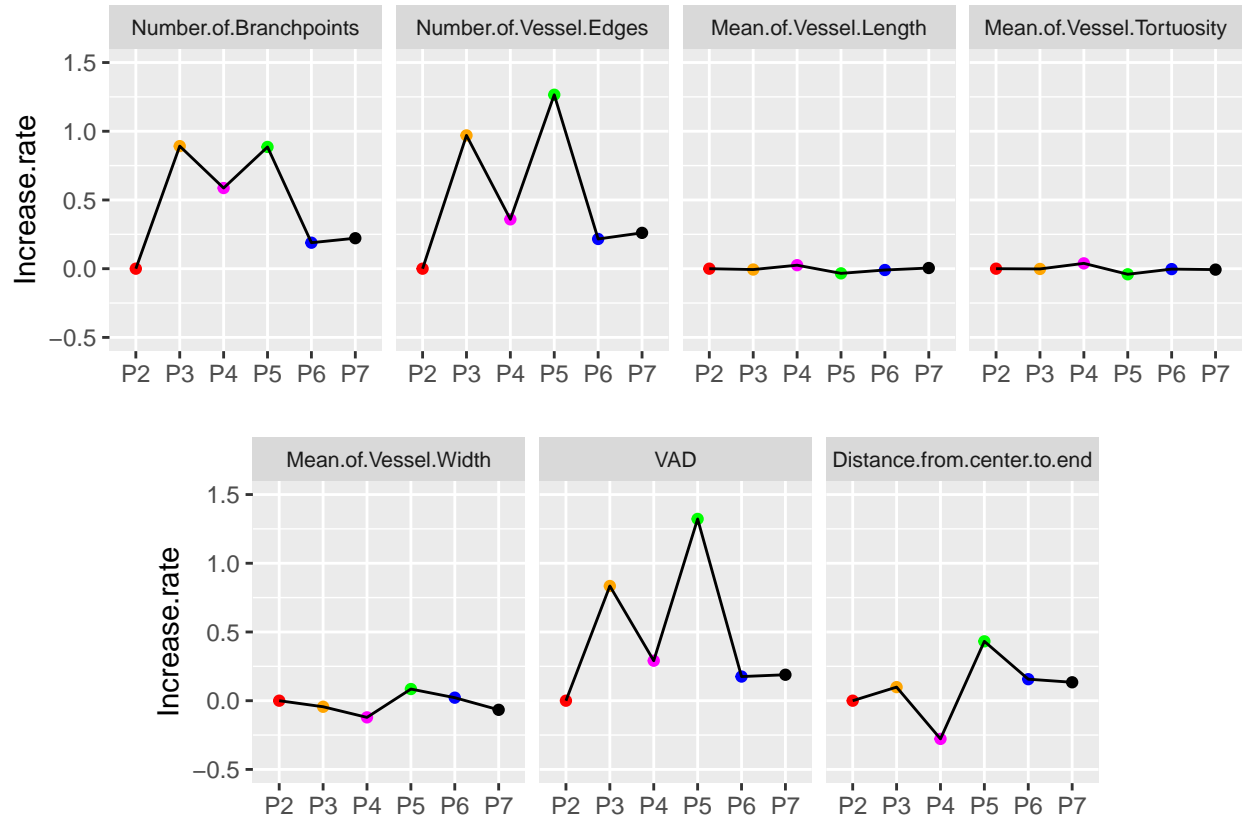 Number.of.Branchpoints Number.of.Vessel.Edges Mean.of.Vessel.Length Mean.of.Vessel.Tortuosity
Increase.rate
1.5
1.0
0.5
0.0
−0.5
P2 P3 P4 P5 P6 P7 P2 P3 P4 P5 P6 P7 P2 P3 P4 P5 P6 P7 P2 P3 P4 P5 P6 P7
Mean.of.Vessel.Width VAD Distance.from.center.to.end
Increase.rate
1.5
1.0
0.5
0.0
−0.5
P2 P3 P4 P5 P6 P7 P2 P3 P4 P5 P6 P7 P2 P3 P4 P5 P6 P7